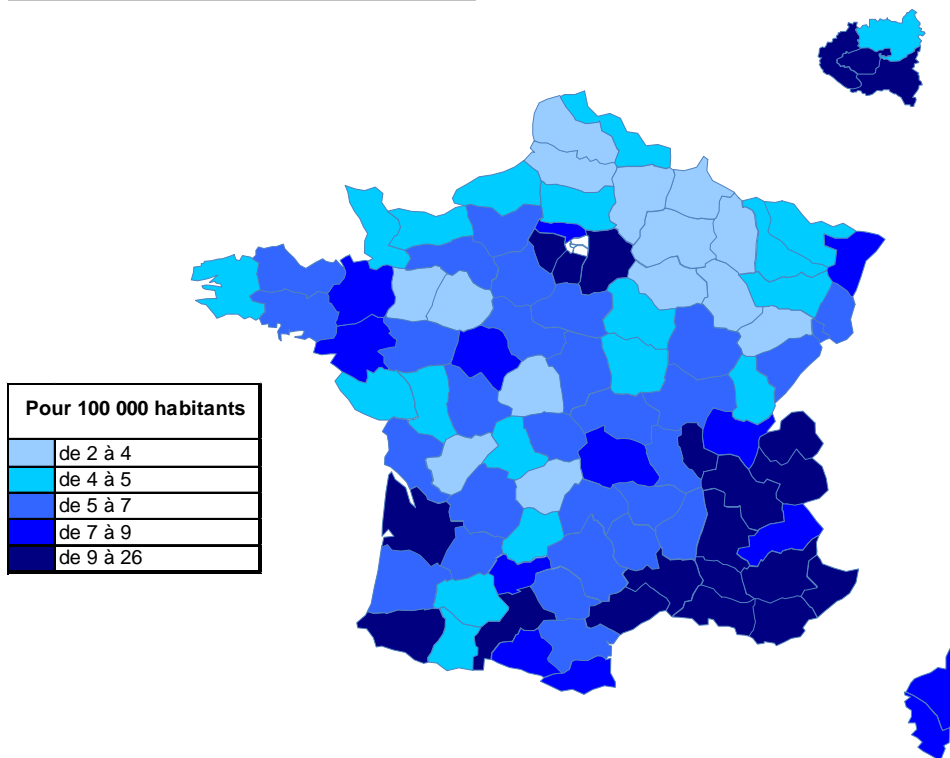 Pour 100 000 habitants
de 2 à 4
de 4 à 5
de 5 à 7
de 7 à 9
de 9 à 26